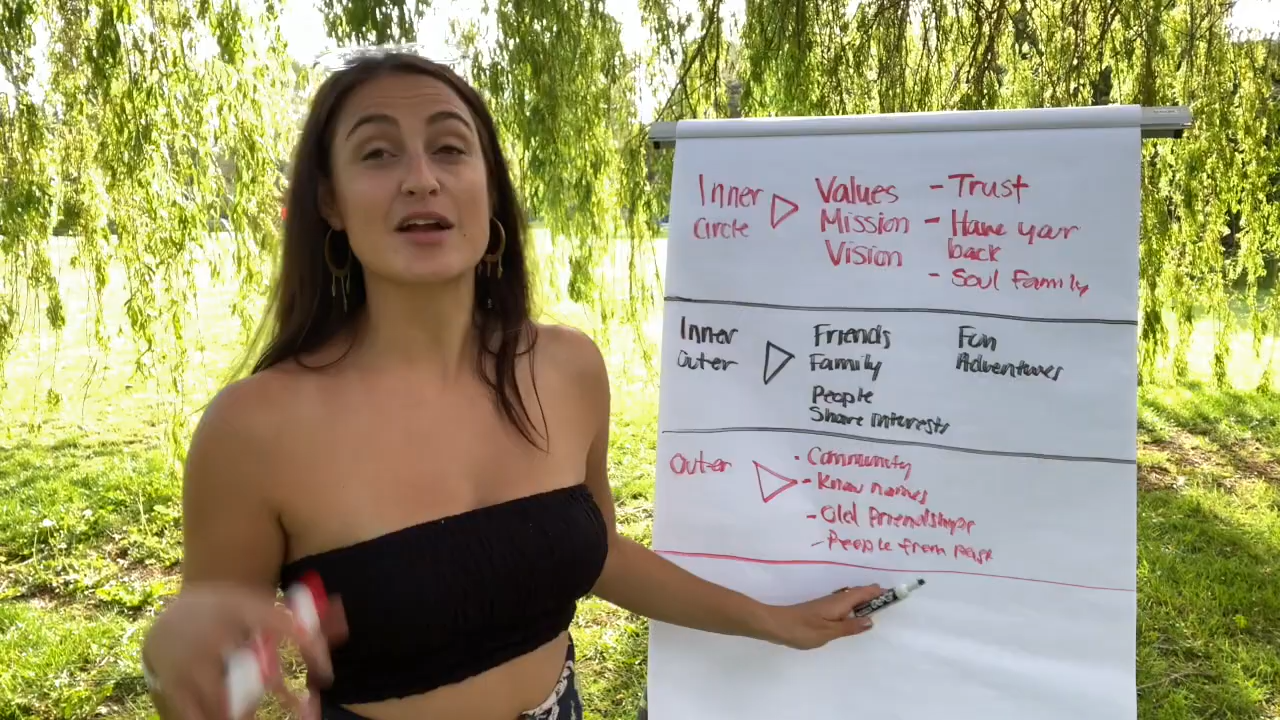 Inner Values - Trust
Circle Mission - Have your
Vision back
- Soul Family
Inner Friends Fun
Outer Family Adventures
People
Share interests
Outer · Community
- Know names
- Old friendships
- People from